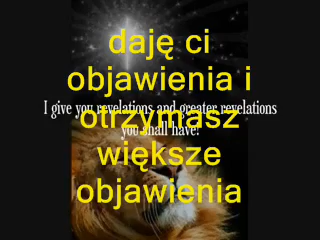 daję ci
objawienia i
I give you revelations and greater revelations
otrzymasz
you shall have!
większe
objawienia